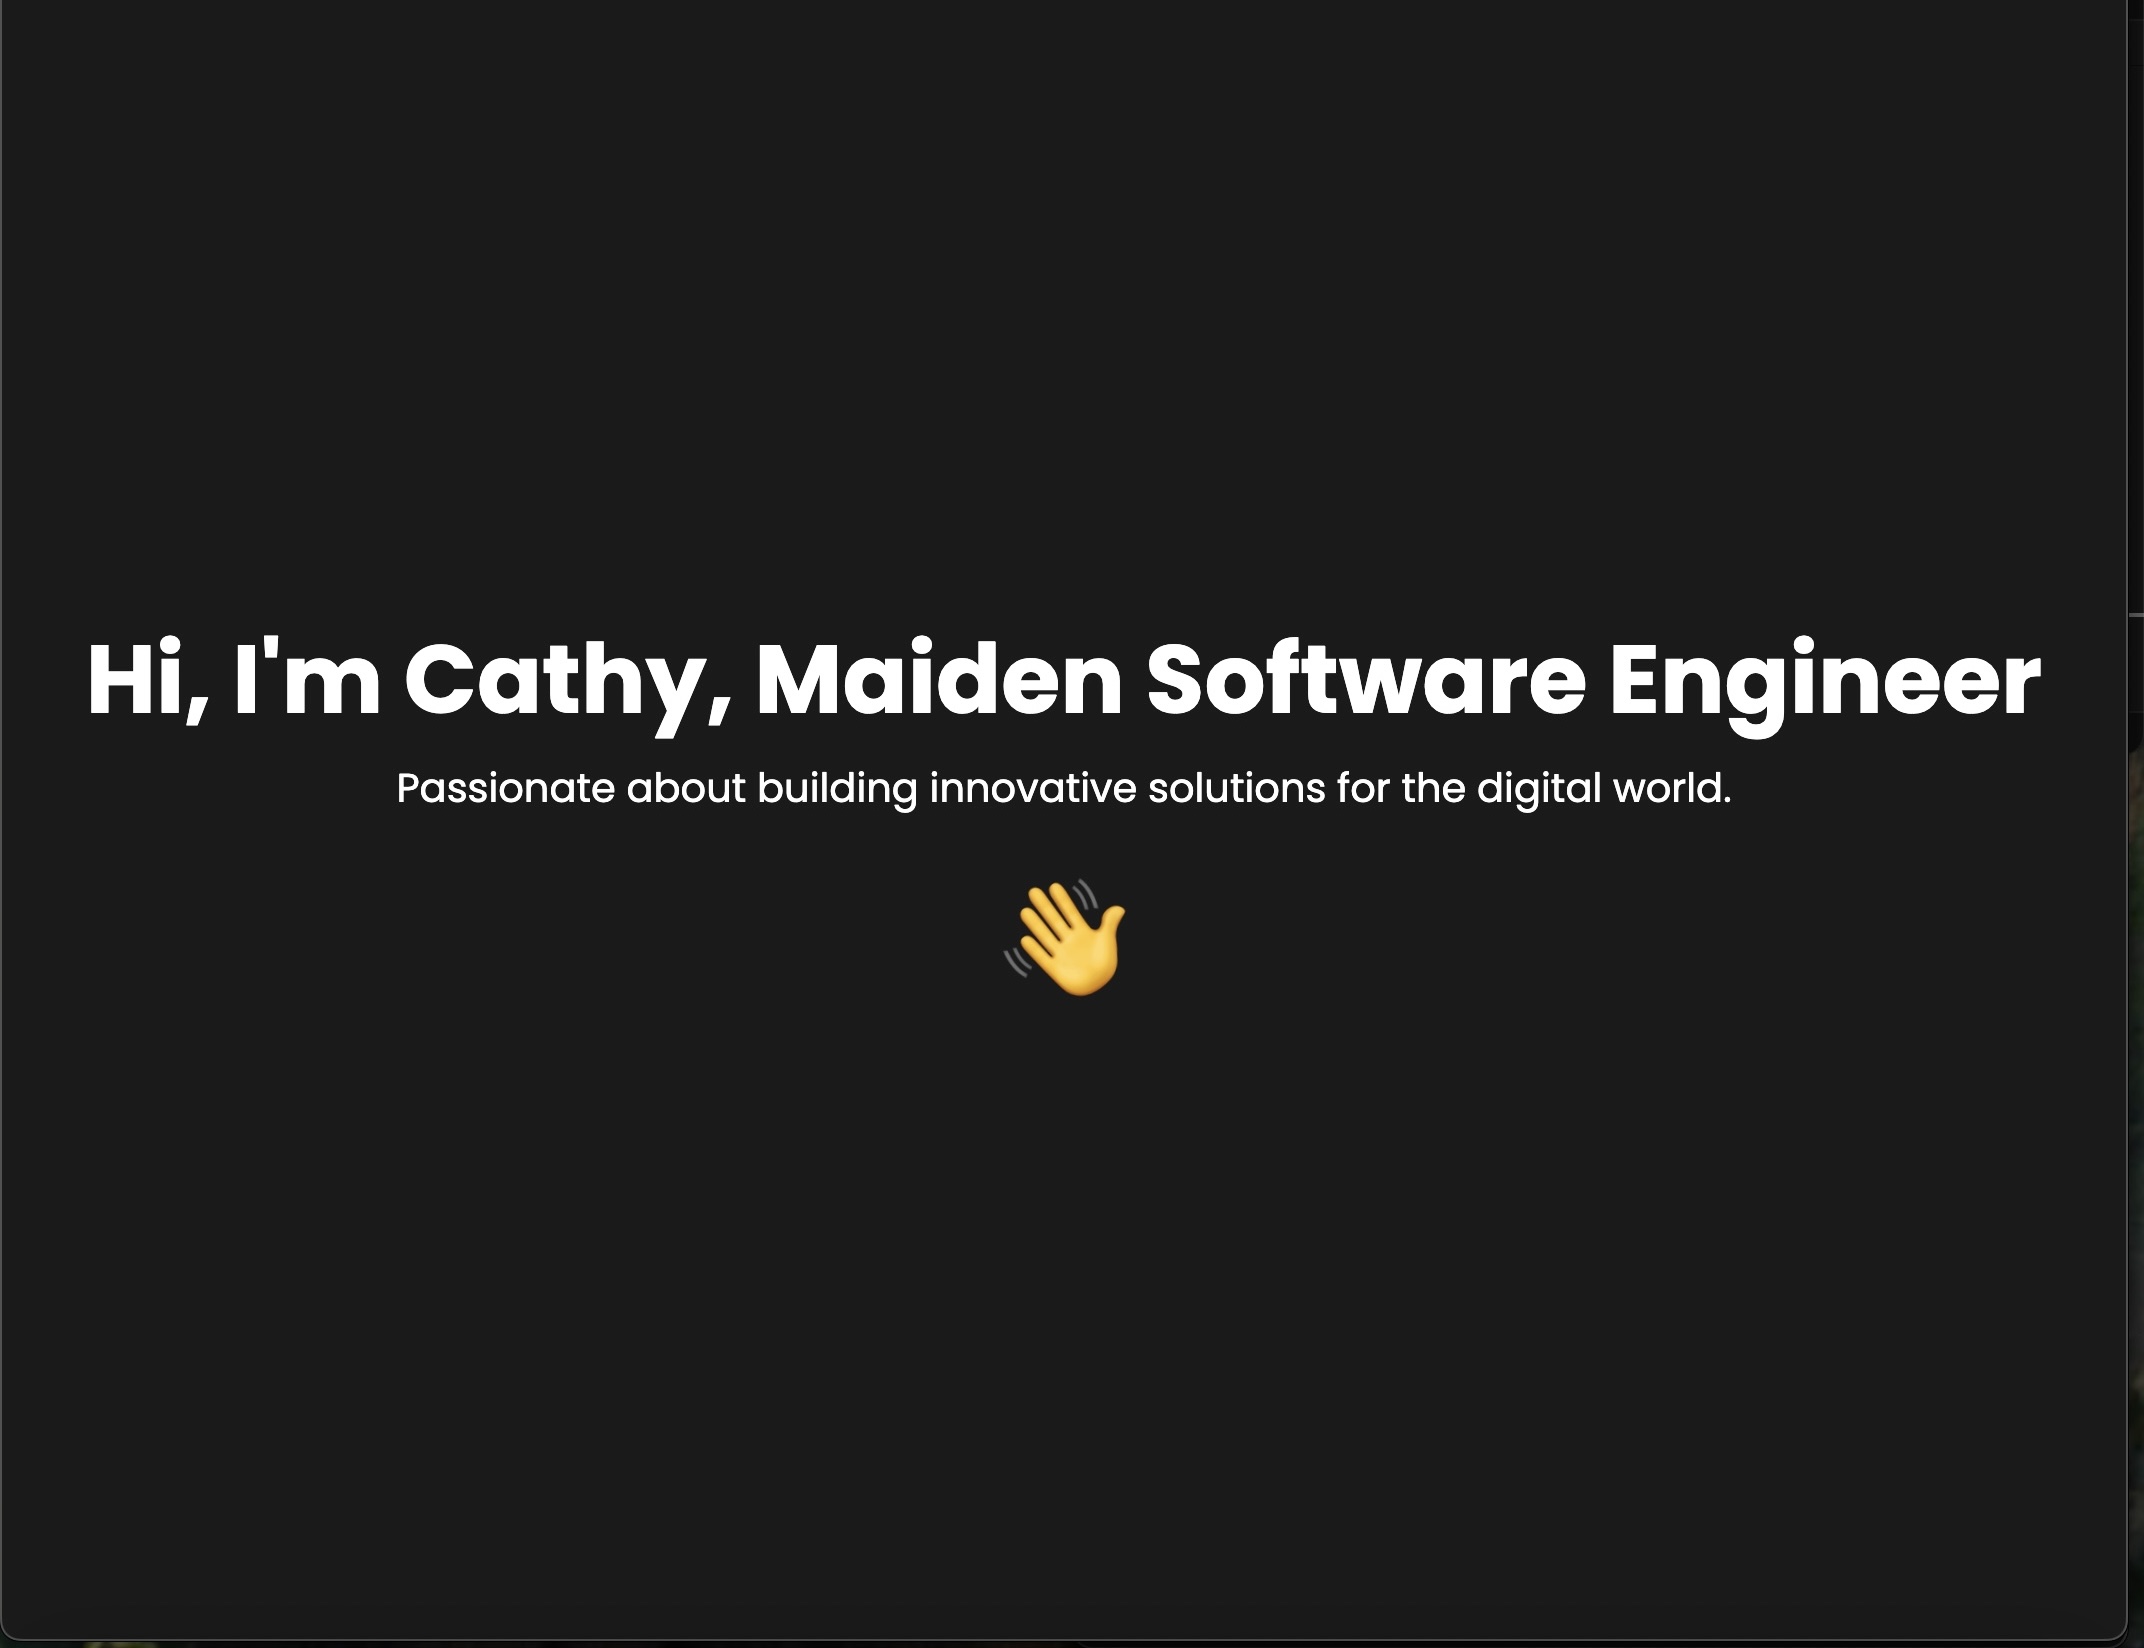 Hi, I'm Cathy, Maiden Software Engineer
Passionate about building innovative solutions for the digital world.